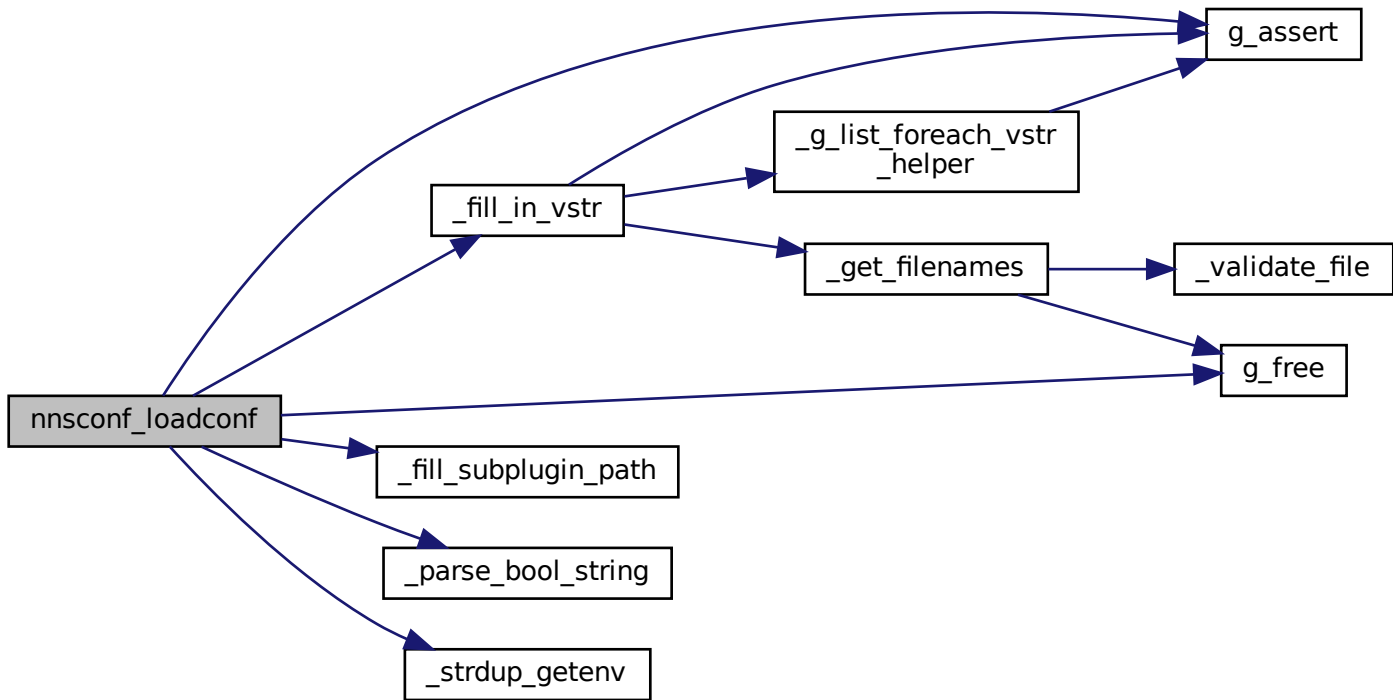 g_assert
_g_list_foreach_vstr
_helper
_fill_in_vstr
_get_filenames
_validate_file
g_free
nnsconf_loadconf
_fill_subplugin_path
_parse_bool_string
_strdup_getenv